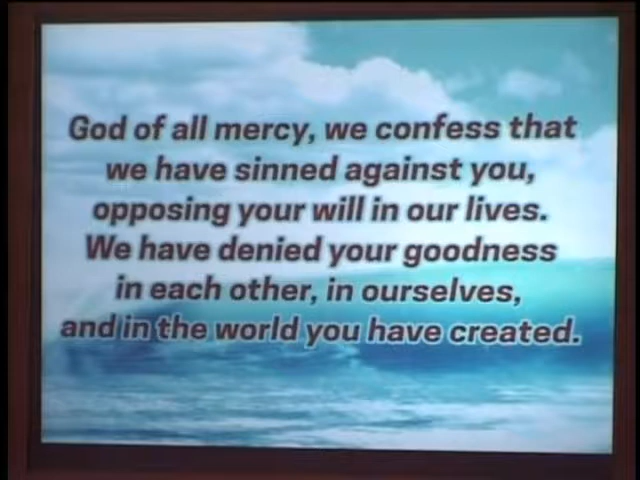 God of all mercy, we confess that
we have sinned against you,
opposing your will in our lives.
We have denied your goodness
in each other, in ourselves,
and in the world you have created.